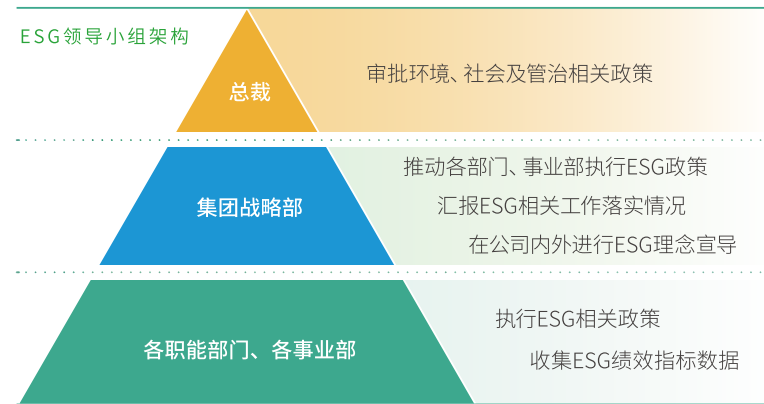 ESG领导小组架构
总裁
审批环境、社会及管治相关政策
集团战略部
推动各部门、事业部执行ESG政策
汇报ESG相关工作落实情况
在公司内外进行ESG理念宣导
各职能部门、各事业部
执行ESG相关政策
收集ESG绩效指标数据